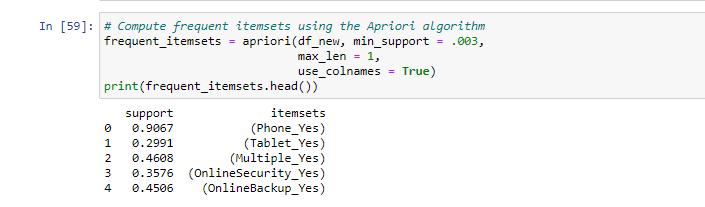 In [59]: # Compute frequent itemsets using the Apriori algorithm
frequent_itemsets = apriori(df_new, min_support = .003,
max_len = 1,
use_colnames = True)
print(frequent_itemsets.head())
support itemsets
0 0.9067 (Phone_Yes)
1 0.2991 (Tablet_Yes)
2 0.4608 (Multiple_Yes)
3 0.3576 (OnlineSecurity_Yes)
4 0.4506 (OnlineBackup_Yes)